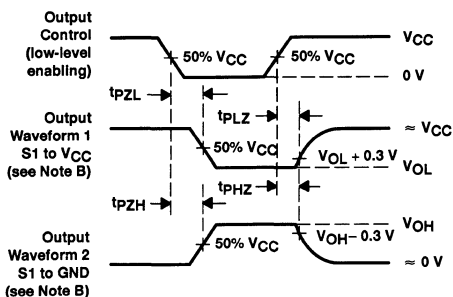 Output
Control
(low-level
enabling)
50% VCC
50% VCC
VCC
0 V
tPZL
tPLZ
Output
Waveform 1
S1 to VCC
(see Note B)
50% VCC
≈ VCC
VOL + 0.3 V
VOL
tPZH
tPHZ
Output
Waveform 2
S1 to GND
(see Note B)
50% VCC
VOH
VOH – 0.3 V
≈ 0 V